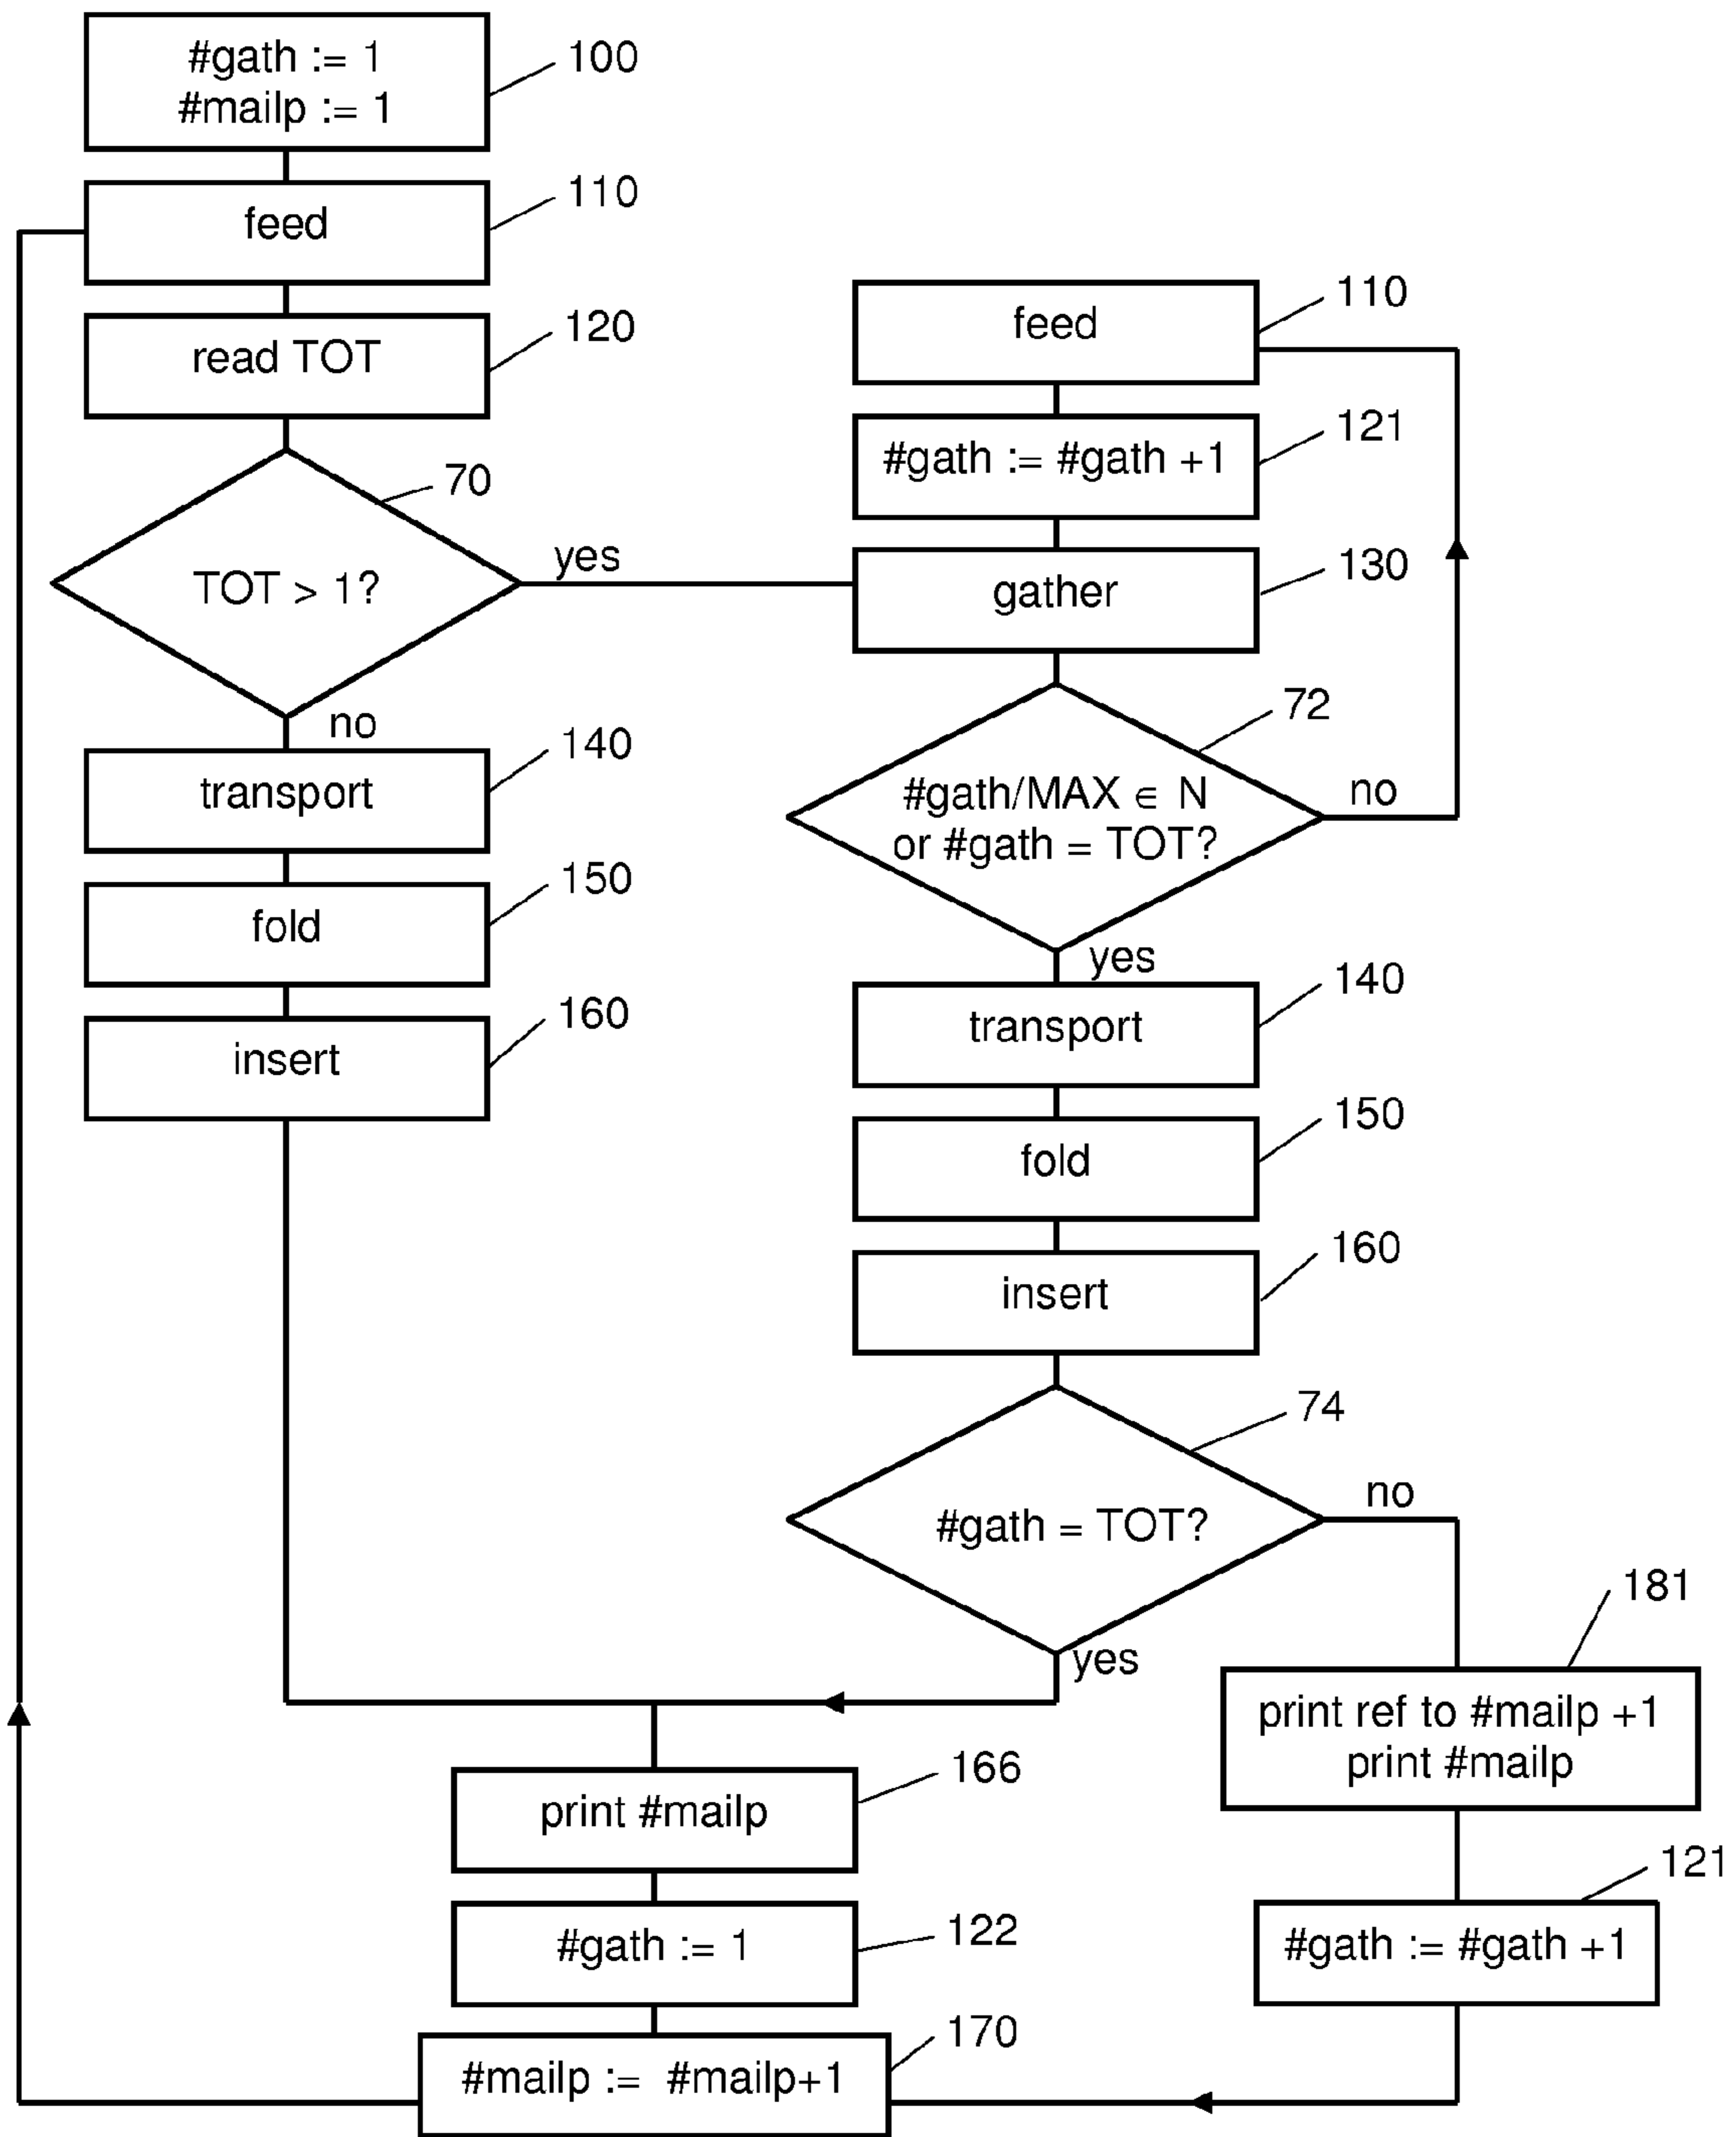 #gath := 1
#mailp := 1
100
feed
110
read TOT
120
TOT > 1?
70
yes
no
transport
140
fold
150
insert
160
feed
110
#gath := #gath +1
121
gather
130
72
#gath/MAX ∈ N
or #gath = TOT?
no
yes
transport
140
fold
150
insert
160
74
#gath = TOT?
no
yes
181
print ref to #mailp +1
print #mailp
121
#gath := #gath +1
print #mailp
166
#gath := 1
122
#mailp := #mailp+1
170